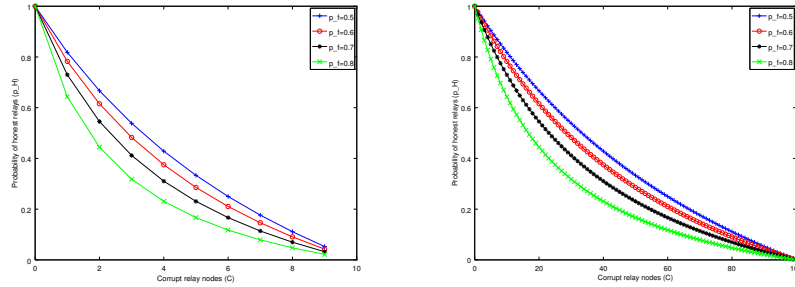 1
0.8
0.6
0.4
0.2
0
0 2 4 6 8 10
Probability of honest relays (p_H)
Corrupt relay nodes (C)
p_f=0.5
p_f=0.6
p_f=0.7
p_f=0.8
1
0.8
0.6
0.4
0.2
0
0 20 40 60 80 100
Probability of honest relays (p_H)
Corrupt relay nodes (C)
p_f=0.5
p_f=0.6
p_f=0.7
p_f=0.8